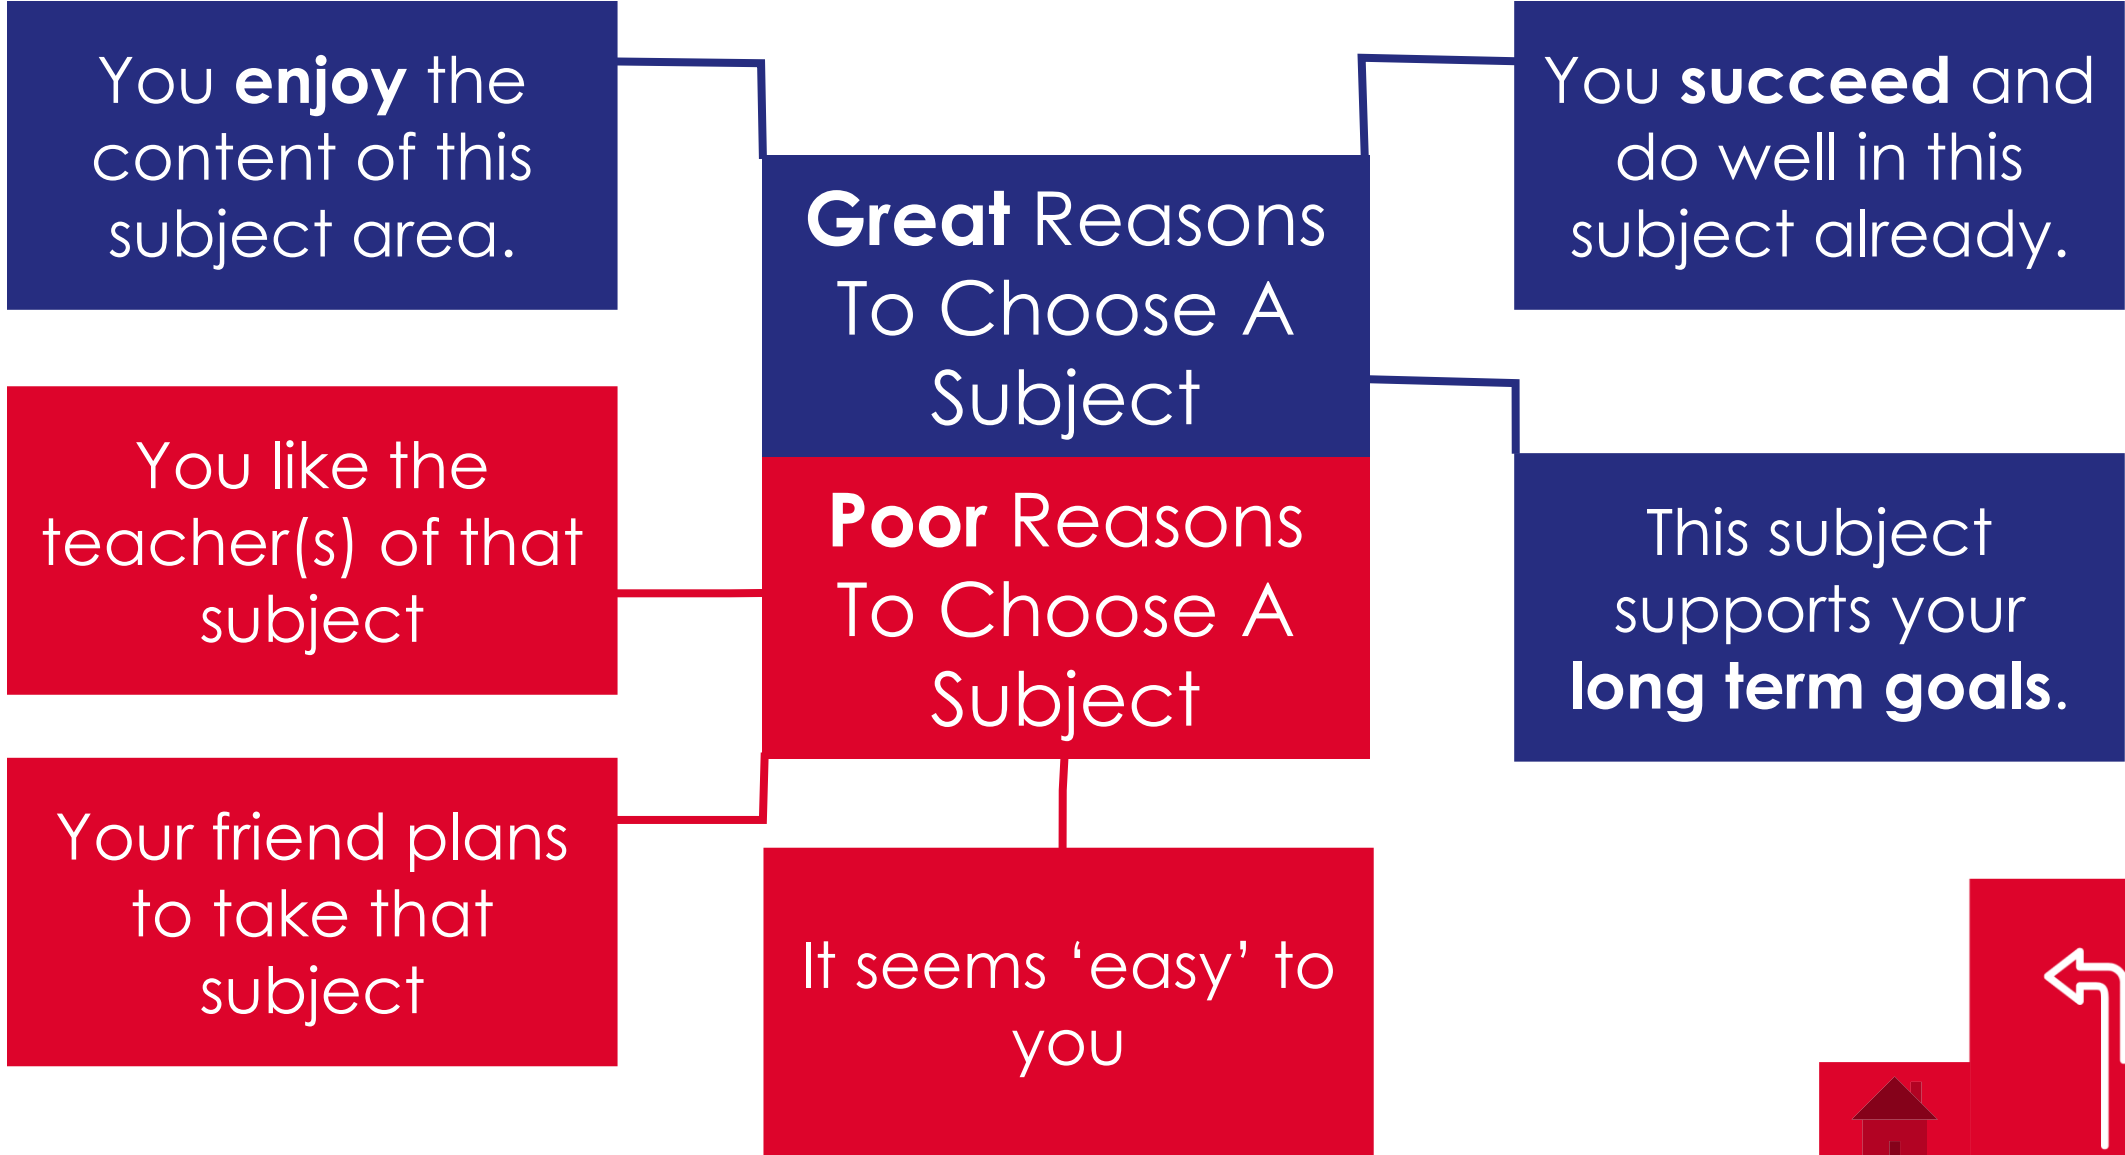 You enjoy the
content of this
subject area.
Great Reasons
To Choose A
Subject
You succeed and
do well in this
subject already.
You like the
teacher(s) of that
subject
Poor Reasons
To Choose A
Subject
This subject
supports your
long term goals.
Your friend plans
to take that
subject
It seems ‘easy’ to
you